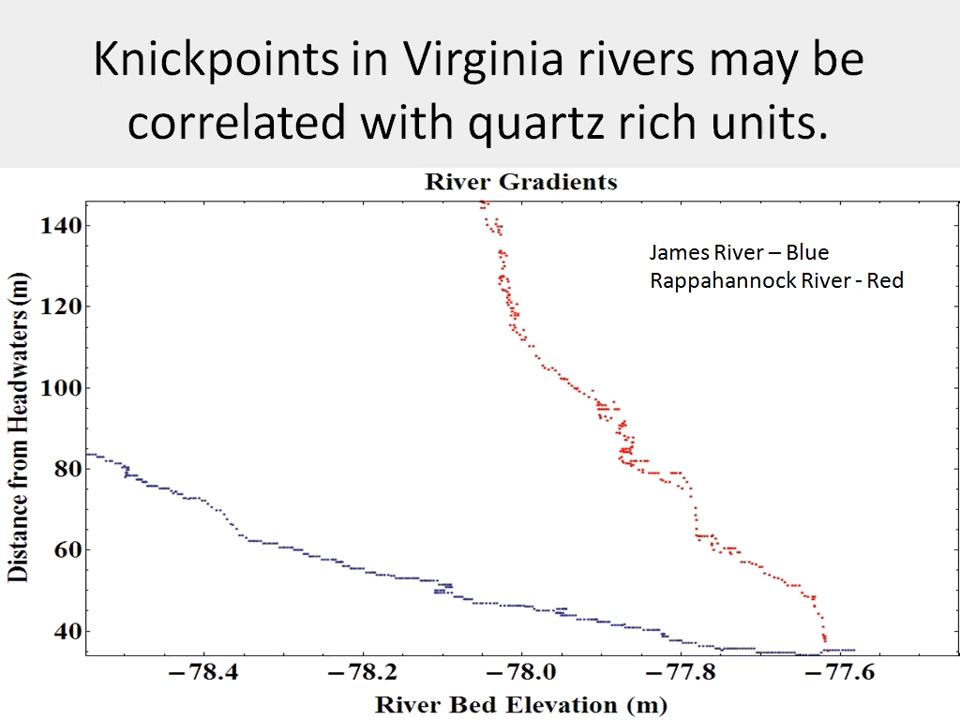 Knickpoints in Virginia rivers may be
correlated with quartz rich units.
River Gradients
James River – Blue
Rappahannock River - Red
Distance from Headwaters (m)
140
120
100
80
60
40
−78.4
−78.2
−78.0
−77.8
−77.6
River Bed Elevation (m)